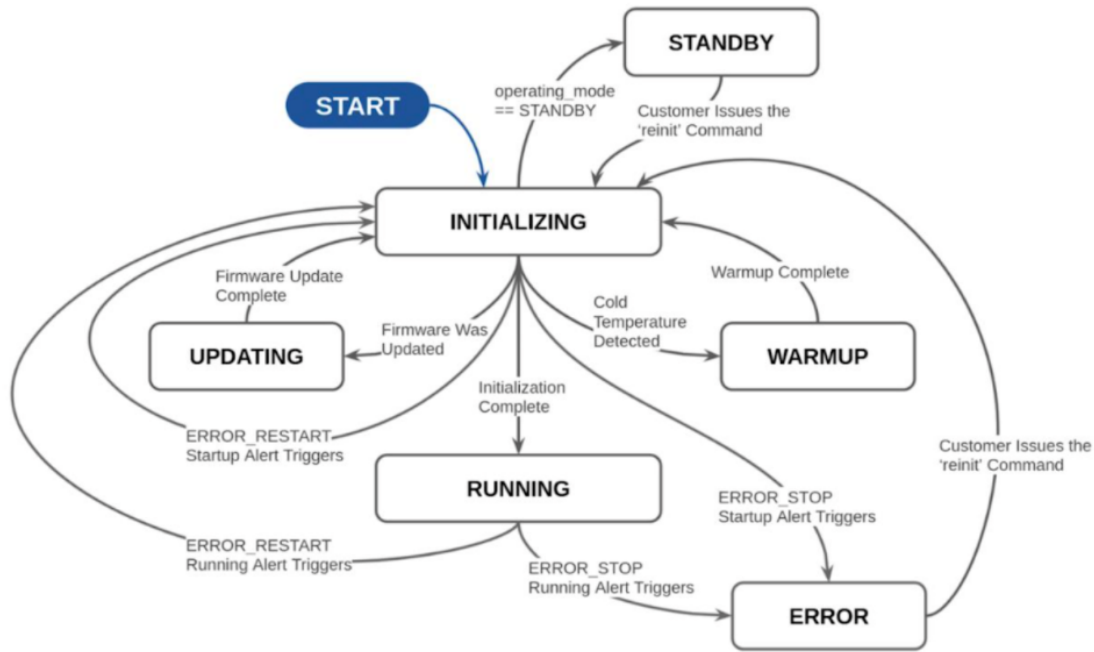 STANDBY
operating_mode
== STANDBY
START
Customer Issues the
‘reinit’ Command
INITIALIZING
Firmware Update
Complete
Warmup Complete
Cold
Temperature
Detected
Firmware Was
Updated
UPDATING
WARMUP
Initialization
Complete
ERROR_RESTART
Startup Alert Triggers
Customer Issues the
‘reinit’ Command
RUNNING
ERROR_STOP
Startup Alert Triggers
ERROR_RESTART
Running Alert Triggers
ERROR_STOP
Running Alert Triggers
ERROR